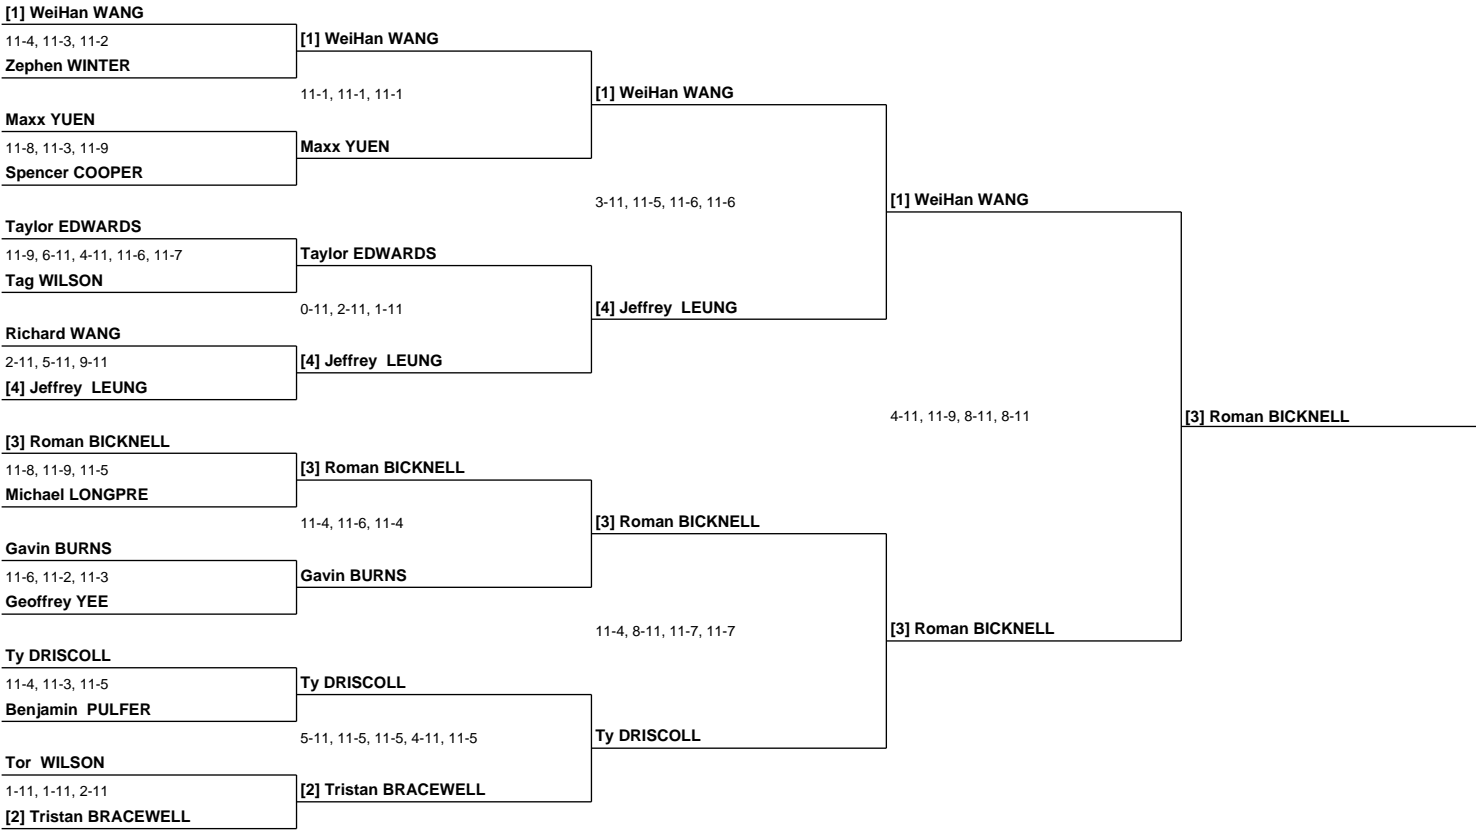 [1] WeiHan WANG
11-4, 11-3, 11-2
Zephen WINTER
Maxx YUEN
11-8, 11-3, 11-9
Spencer COOPER
Taylor EDWARDS
11-9, 6-11, 4-11, 11-6, 11-7
Tag WILSON
Richard WANG
2-11, 5-11, 9-11
[4] Jeffrey  LEUNG
[3] Roman BICKNELL
11-8, 11-9, 11-5
Michael LONGPRE
Gavin BURNS
11-6, 11-2, 11-3
Geoffrey YEE
Ty DRISCOLL
11-4, 11-3, 11-5
Benjamin  PULFER
Tor  WILSON
1-11, 1-11, 2-11
[2] Tristan BRACEWELL
[1] WeiHan WANG
11-1, 11-1, 11-1
Maxx YUEN
Taylor EDWARDS
0-11, 2-11, 1-11
[4] Jeffrey  LEUNG
[3] Roman BICKNELL
11-4, 11-6, 11-4
Gavin BURNS
Ty DRISCOLL
5-11, 11-5, 11-5, 4-11, 11-5
[2] Tristan BRACEWELL
[1] WeiHan WANG
3-11, 11-5, 11-6, 11-6
[4] Jeffrey  LEUNG
[3] Roman BICKNELL
11-4, 8-11, 11-7, 11-7
Ty DRISCOLL
[1] WeiHan WANG
4-11, 11-9, 8-11, 8-11
[3] Roman BICKNELL
[3] Roman BICKNELL